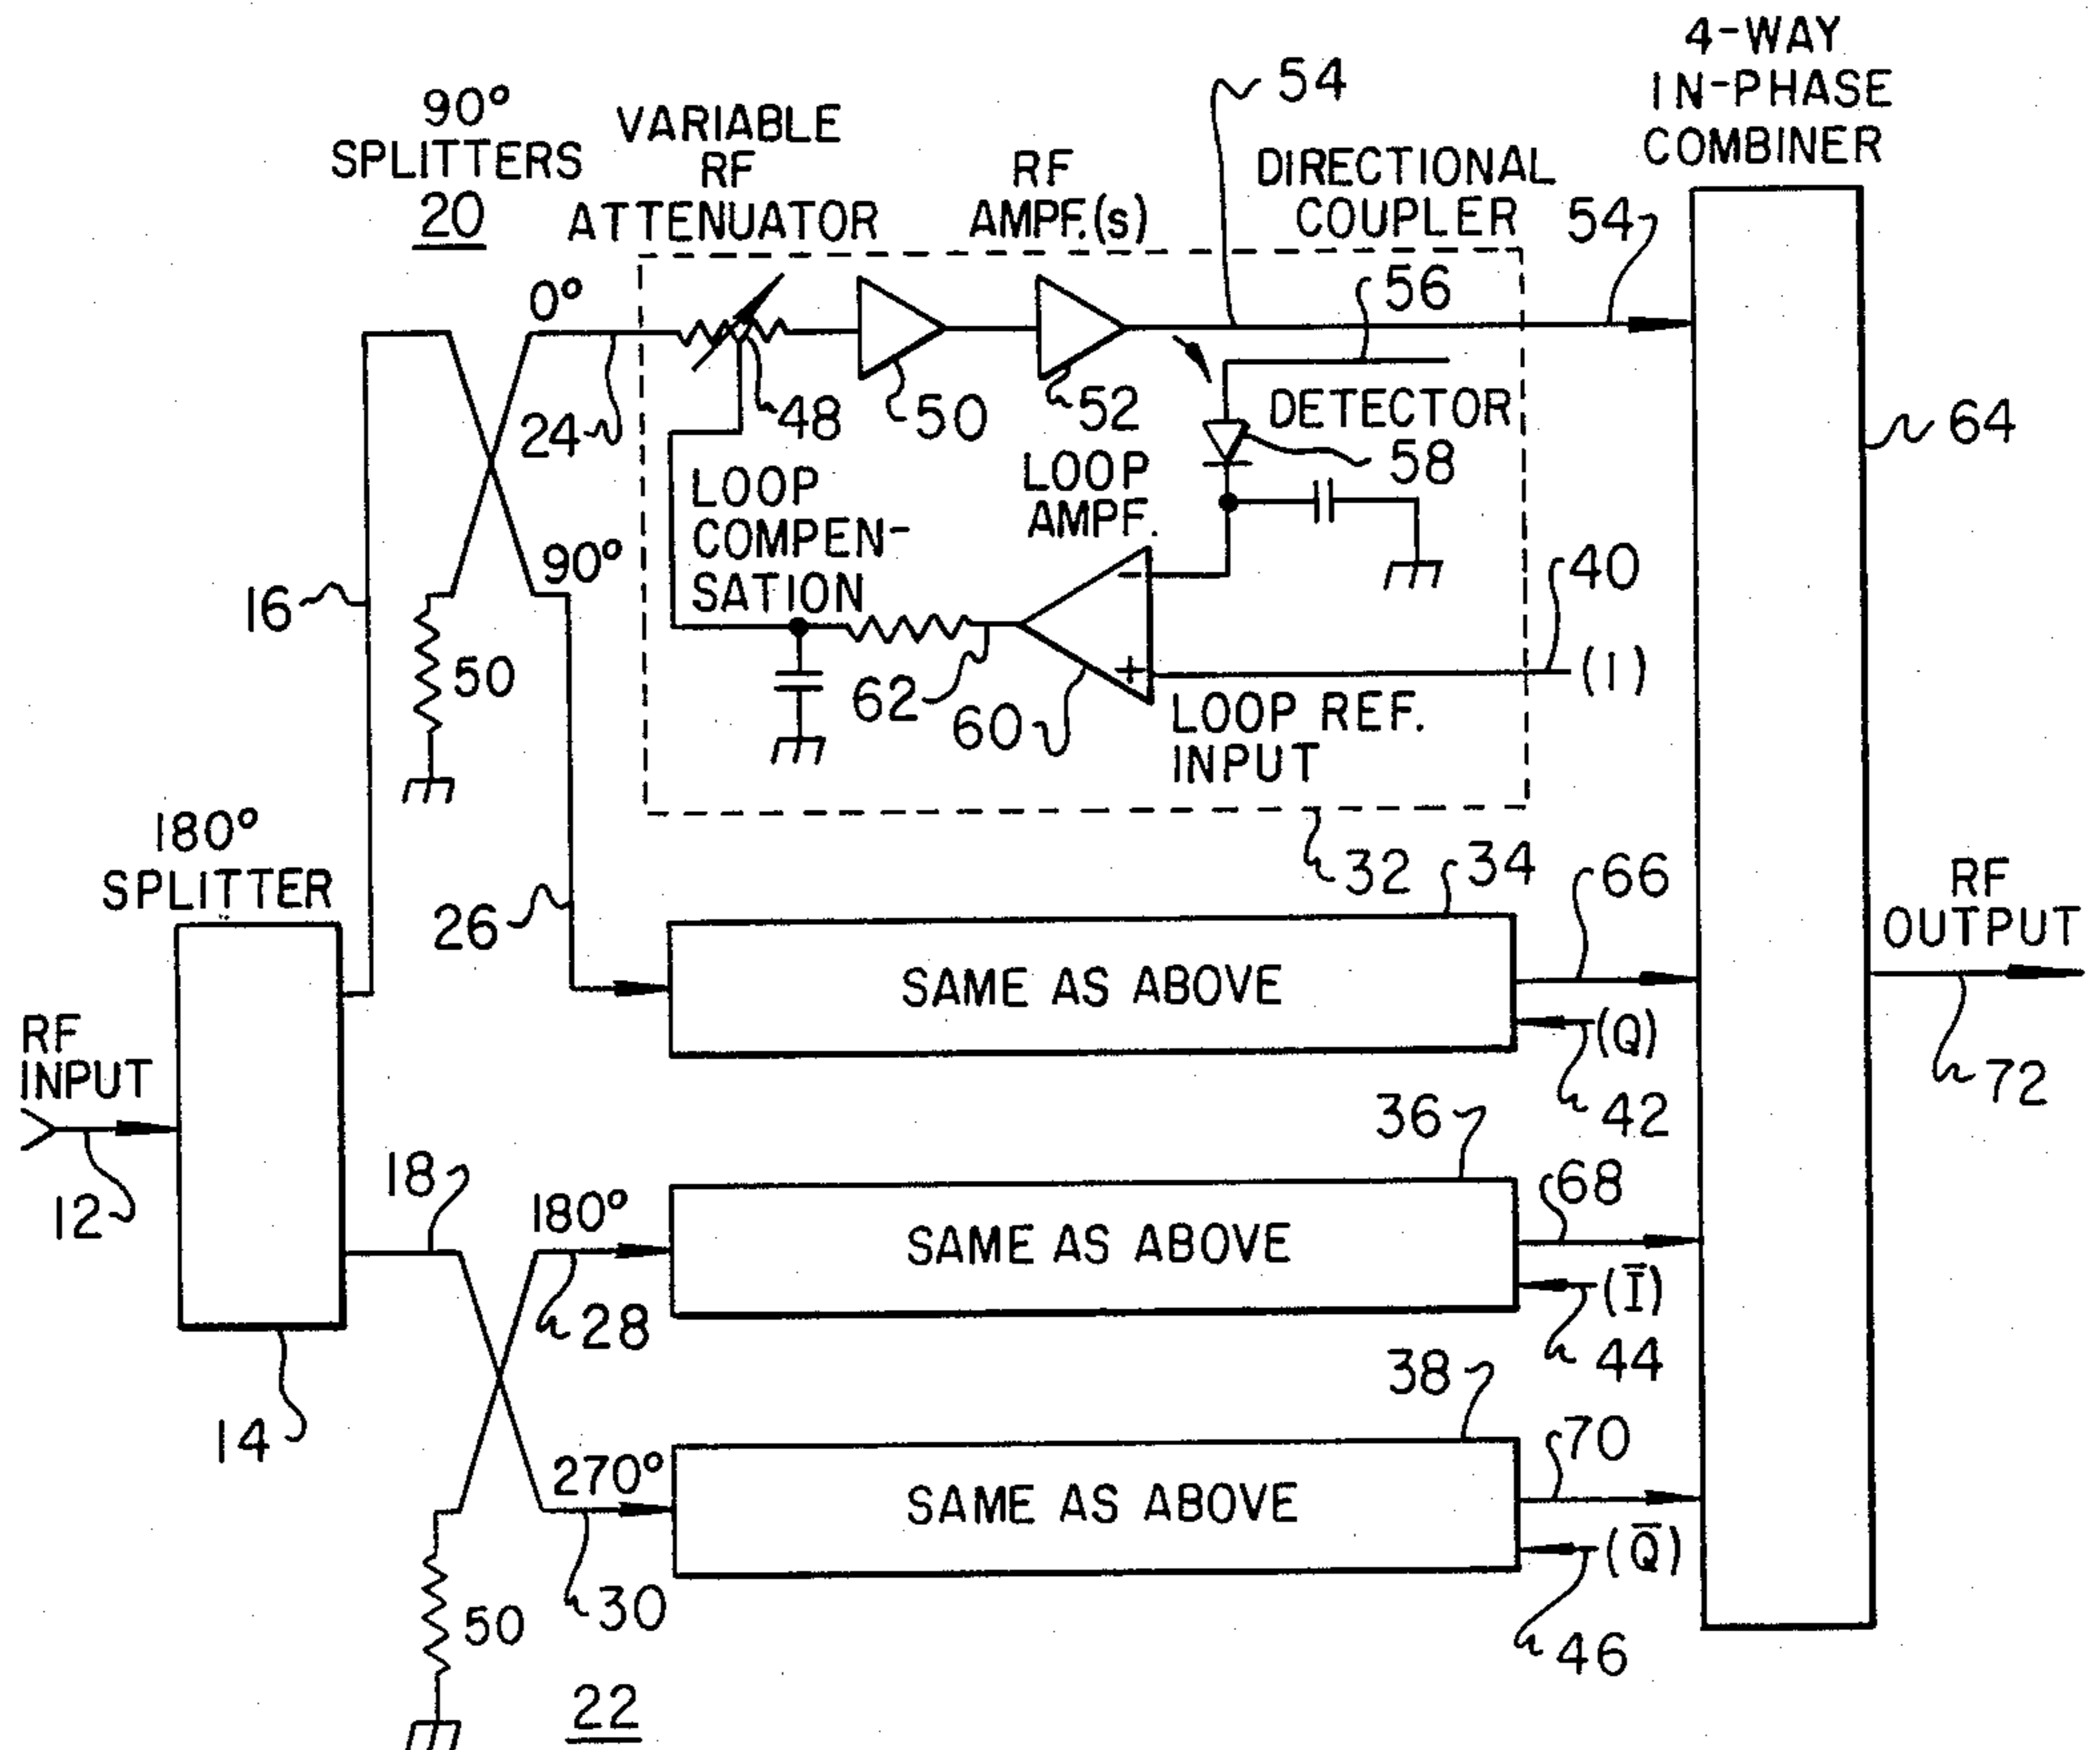 4-WAY
IN-PHASE
COMBINER
90°
SPLITTERS
20
VARIABLE
RF
ATTENUATOR
RF
AMPF.(s)
54
DIRECTIONAL
COUPLER
54
0°
56
24
48
50
52
DETECTOR
58
64
LOOP
COMPEN-
SATION
LOOP
AMPF.
90°
16
50
40
(I)
62
60
LOOP REF.
INPUT
180°
SPLITTER
32
34
66
26
RF
OUTPUT
SAME AS ABOVE
(Q)
42
72
RF
INPUT
12
18
180°
36
68
28
SAME AS ABOVE
(Ī)
44
14
38
70
270°
SAME AS ABOVE
(Q̄)
46
30
50
22